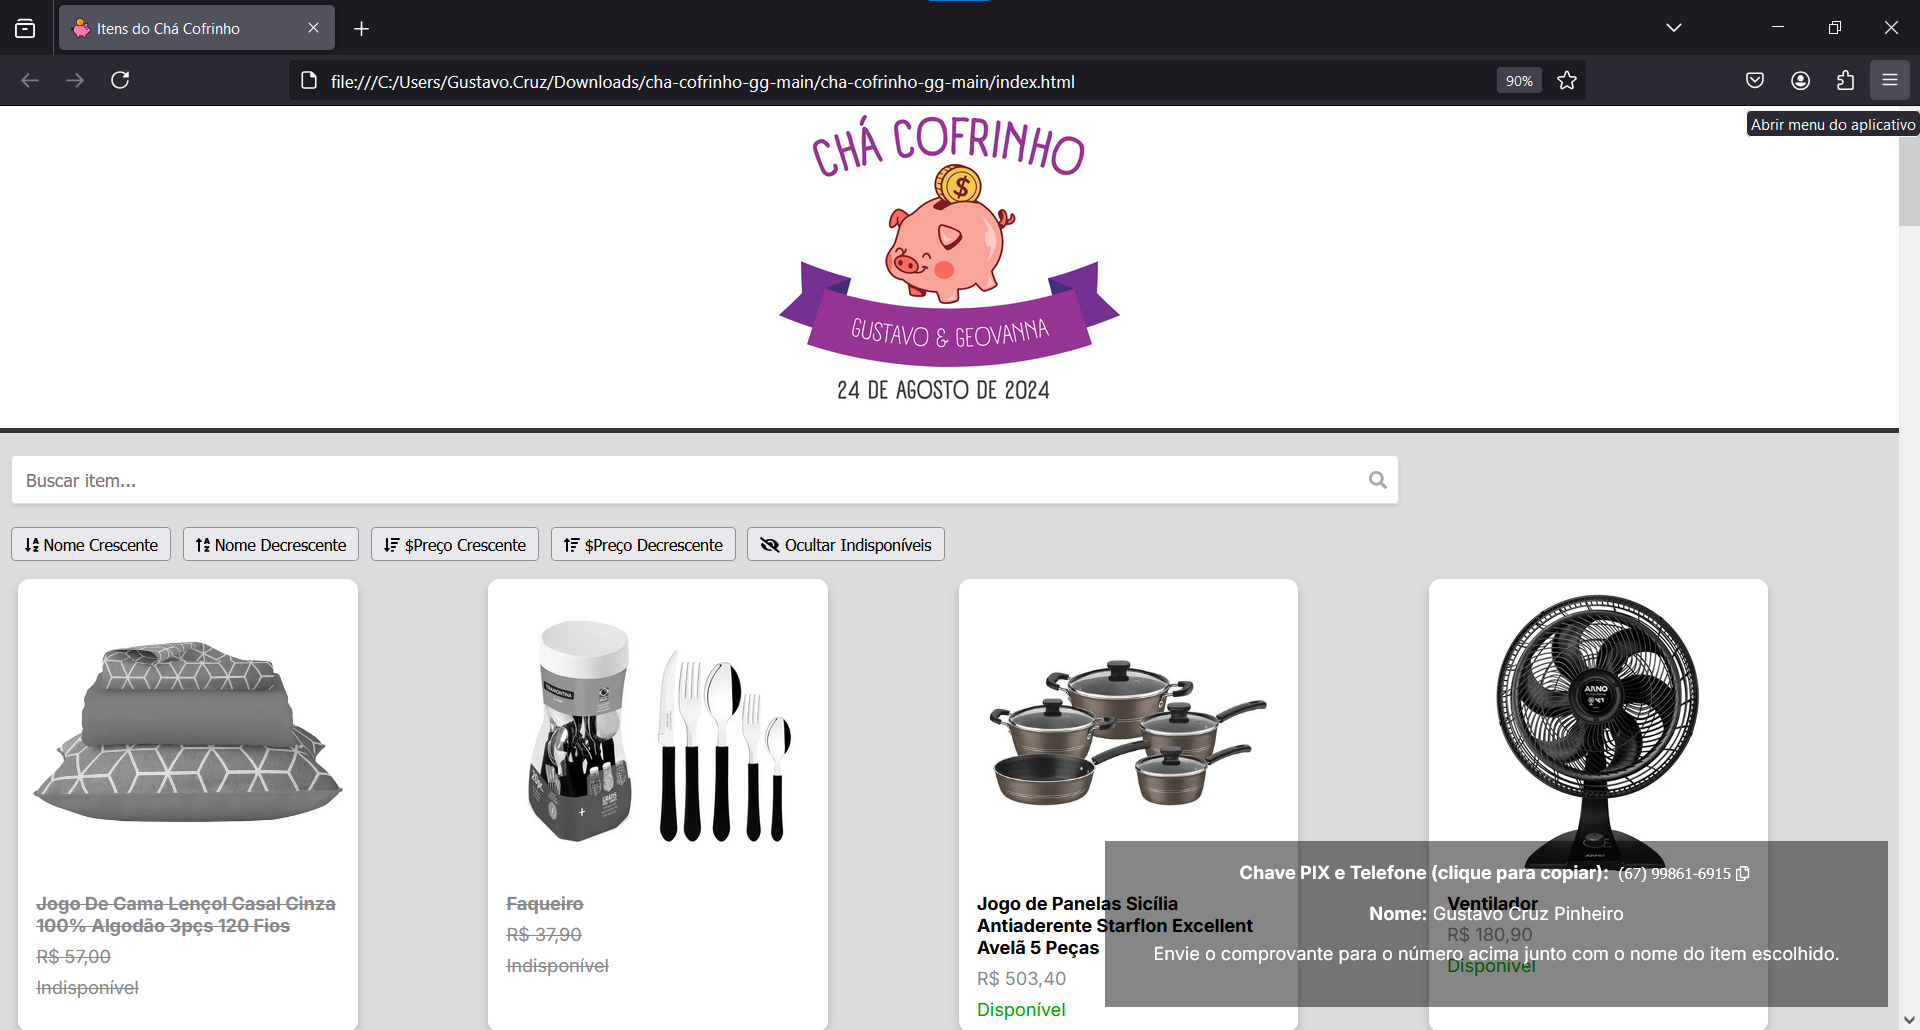 Itens do Chá Cofrinho
file:///C:/Users/Gustavo.Cruz/Downloads/cha-cofrinho-gg-main/cha-cofrinho-gg-main/index.html
90%
Abrir menu do aplicativo
CHÁ COFRINHO
$
GUSTAVO & GEOVANNA
24 DE AGOSTO DE 2024
Buscar item...
Nome Crescente
Nome Decrescente
$Preço Crescente
$Preço Decrescente
Ocultar Indisponíveis
TRAMONTINA
ARNO
ARNO
Jogo De Cama Lençol Casal Cinza
100% Algodão 3pçs 120 Fios
R$ 57,00
Indisponível
Faqueiro
R$ 37,90
Indisponível
Jogo de Panelas Sicília
Antiaderente Starflon Excellent
Avelã 5 Peças
R$ 503,40
Disponível
Ventilador
R$ 180,90
Disponível
Chave PIX e Telefone (clique para copiar): (67) 99861-6915
Nome: Gustavo Cruz Pinheiro
Envie o comprovante para o número acima junto com o nome do item escolhido.